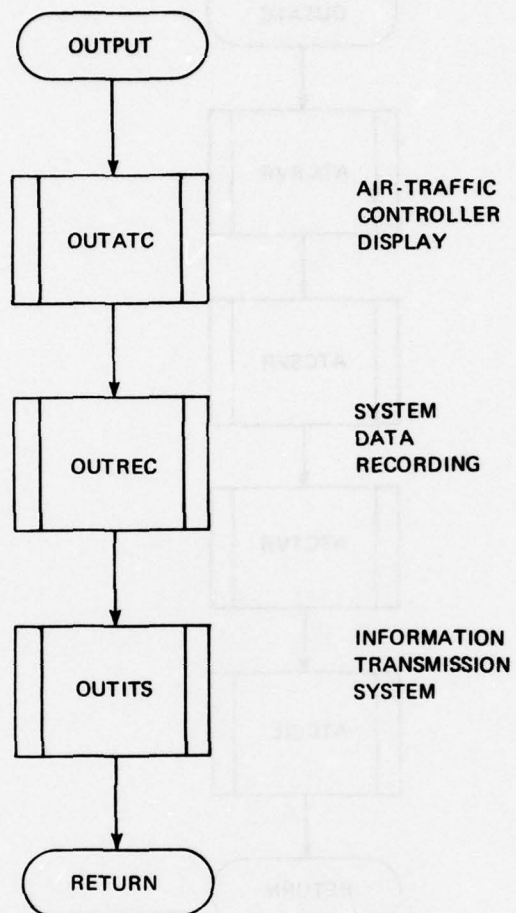 OUTPUT
OUTATC
AIR-TRAFFIC
CONTROLLER
DISPLAY
OUTREC
SYSTEM
DATA
RECORDING
OUTITS
INFORMATION
TRANSMISSION
SYSTEM
RETURN